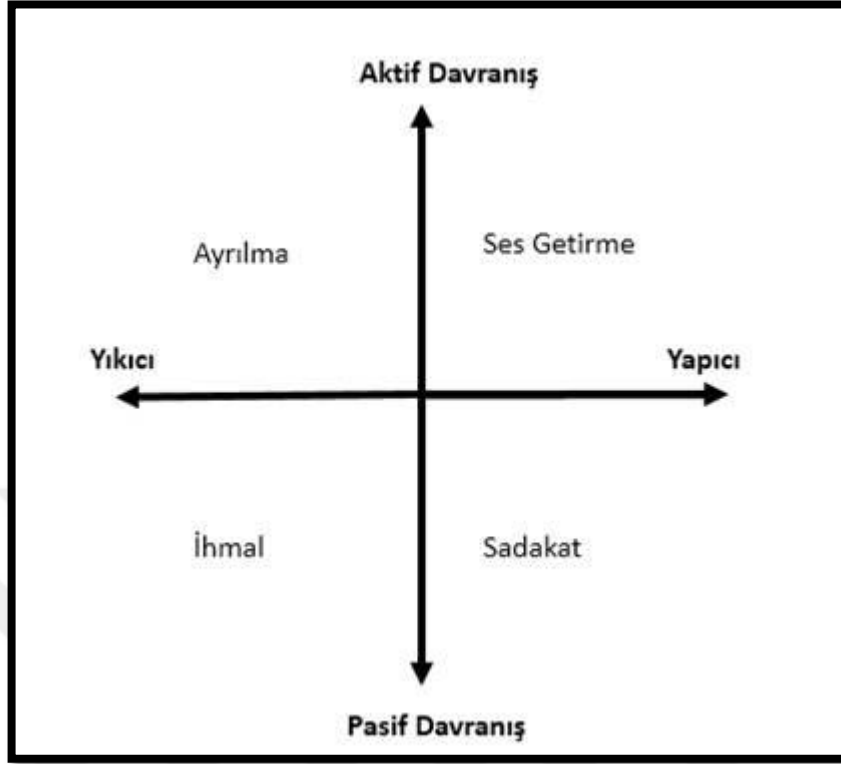 Aktif Davranış
Ayrılma
Ses Getirme
Yıkıcı
Yapıcı
İhmal
Sadakat
Pasif Davranış